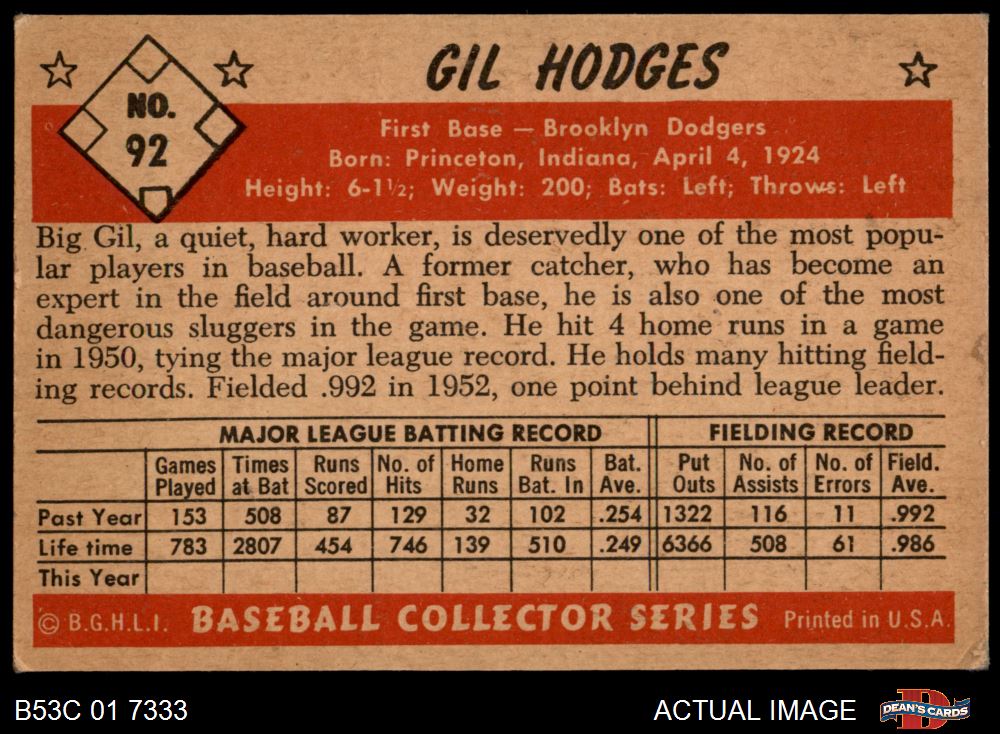 NO.
92
GIL HODGES
First Base — Brooklyn Dodgers
Born: Princeton, Indiana, April 4, 1924
Height: 6-1½; Weight: 200; Bats: Left; Throws: Left
Big Gil, a quiet, hard worker, is deservedly one of the most popu-
lar players in baseball. A former catcher, who has become an
expert in the field around first base, he is also one of the most
dangerous sluggers in the game. He hit 4 home runs in a game
in 1950, tying the major league record. He holds many hitting field-
ing records. Fielded .992 in 1952, one point behind league leader.
MAJOR LEAGUE BATTING RECORD FIELDING RECORD
Games Times Runs No. of Home Runs Bat. Put No. of No. of Field.
Played at Bat Scored Hits Runs Bat. In Ave. Outs Assists Errors Ave.
Past Year 153 508 87 129 32 102 .254 1322 116 11 .992
Life time 783 2807 454 746 139 510 .249 6366 508 61 .986
This Year
© B.G.H.L.I. BASEBALL COLLECTOR SERIES Printed in U.S.A.
B53C 01 7333 ACTUAL IMAGE DEAN'S CARDS